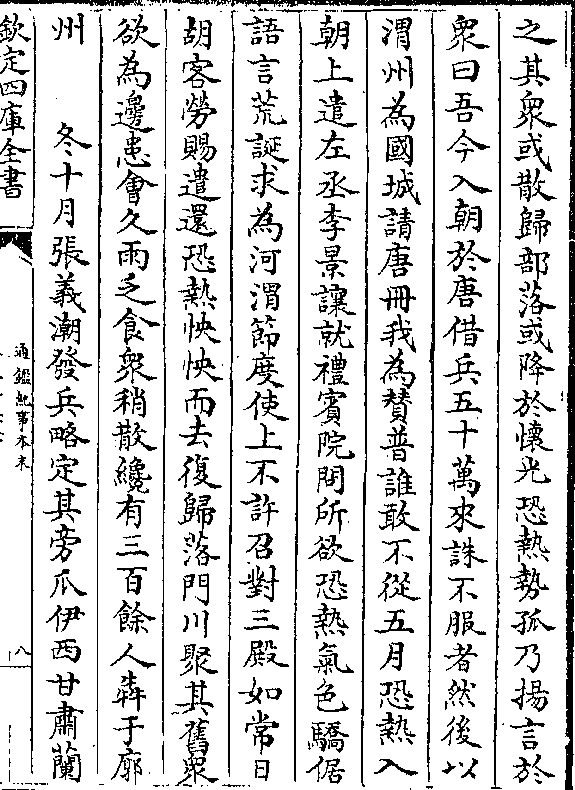 之其衆或散歸部落或降於懷光恐熱勢孤乃揚言於
衆曰吾今入朝於唐借兵五十萬來誅不服者然後以
渭州為國城請唐冊我為賛普誰敢不從五月恐熱入
朝上遣左丞李景讓就禮賓院問所欲恐熱氣色驕倨
語言荒誕求為河渭節度使上不許召對三殿如常日
胡客勞賜遣還恐熱怏怏而去復歸落門川聚其舊衆
欲為邊患會久雨乏食衆稍散纔有三百餘人犇于廓
州　冬十月張義潮發兵略定其旁瓜伊西甘肅蘭
欽定四庫全書
通鑑紀事本末
八